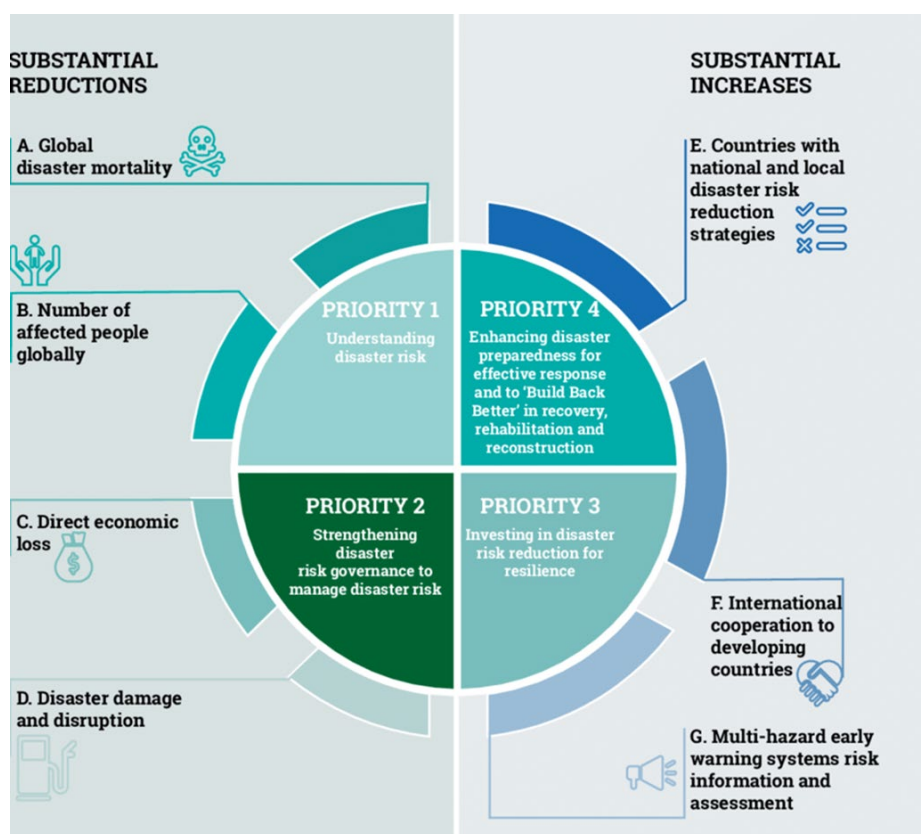 SUBSTANTIAL
REDUCTIONS
A. Global
disaster mortality
B. Number of
affected people
globally
C. Direct economic
loss
$
D. Disaster damage
and disruption
PRIORITY 1
Understanding
disaster risk
PRIORITY 2
Strengthening
disaster
risk governance to
manage disaster risk
PRIORITY 4
Enhancing disaster
preparedness for
effective response
and to ‘Build Back
Better’ in recovery,
rehabilitation and
reconstruction
PRIORITY 3
Investing in disaster
risk reduction for
resilience
SUBSTANTIAL
INCREASES
E. Countries with
national and local
disaster risk
reduction
strategies
F. International
cooperation to
developing
countries
G. Multi-hazard early
warning systems risk
information and
assessment